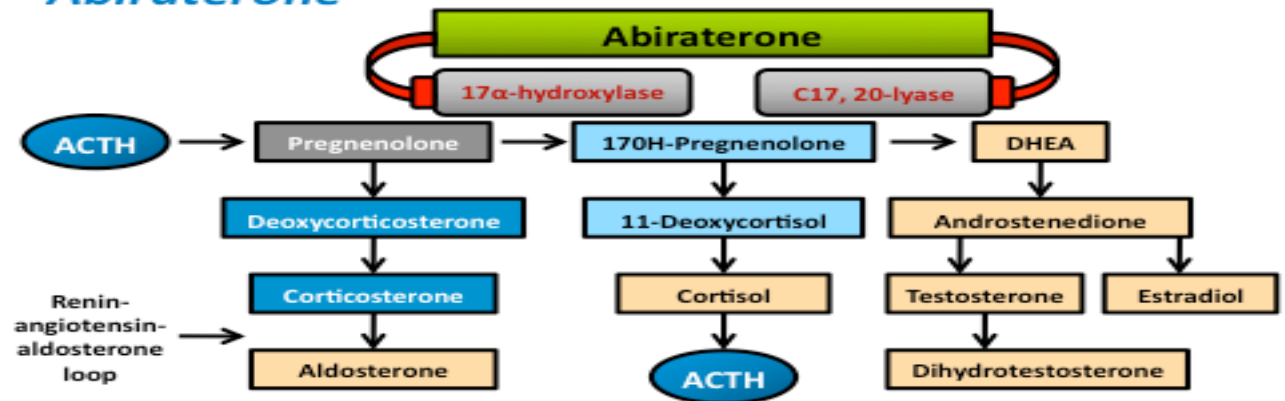 Abiraterone
Abiraterone
17α-hydroxylase
C17, 20-lyase
ACTH
Pregnenolone
170H-Pregnenolone
DHEA
Deoxycorticosterone
11-Deoxycortisol
Androstenedione
Renin-
angiotensin-
aldosterone
loop
Corticosterone
Cortisol
Testosterone
Estradiol
Aldosterone
ACTH
Dihydrotestosterone